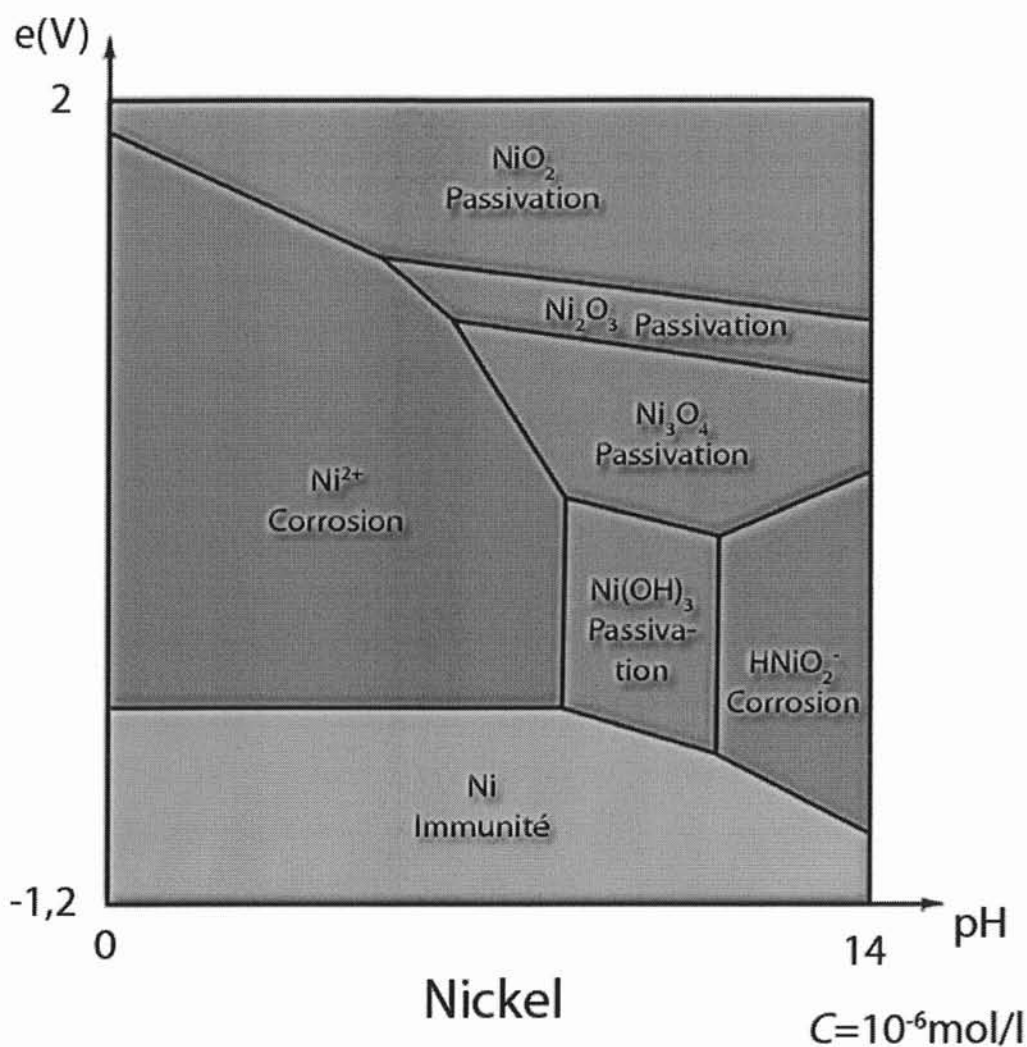 e(V)
2
NiO₂
Passivation
Ni₂O₃ Passivation
Ni₃O₄
Passivation
Ni²⁺
Corrosion
Ni(OH)₃
Passiva-
tion
HNiO₂⁻
Corrosion
Ni
Immunité
-1,2
0
14
pH
Nickel
C=10⁻⁶mol/l